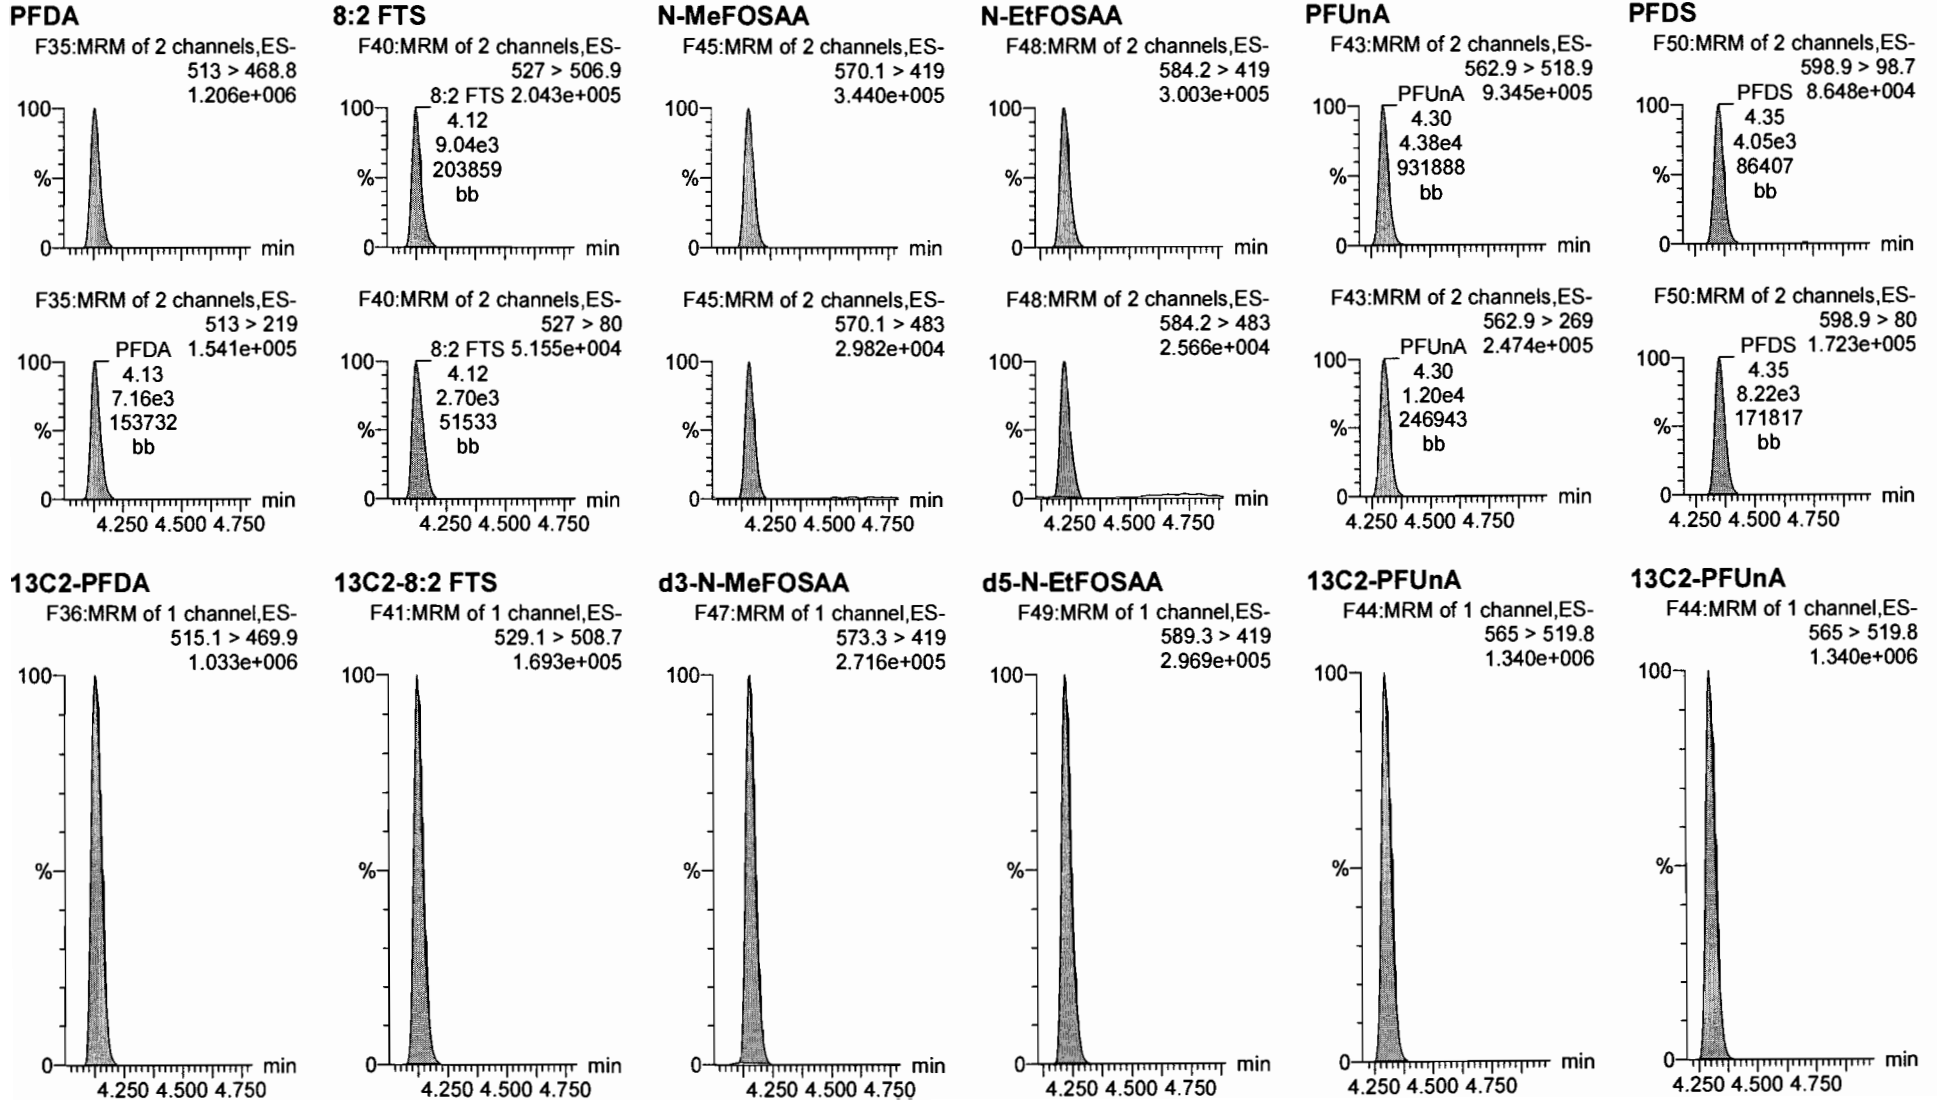 PFDA
F35:MRM of 2 channels,ES-
513 > 468.8
1.206e+006
100
%
0
min
F35:MRM of 2 channels,ES-
513 > 219
PFDA 1.541e+005
100
4.13
7.16e3
153732
bb
%
0
min
4.250 4.500 4.750
8:2 FTS
F40:MRM of 2 channels,ES-
527 > 506.9
8:2 FTS 2.043e+005
100
4.12
9.04e3
203859
bb
%
0
min
F40:MRM of 2 channels,ES-
527 > 80
8:2 FTS 5.155e+004
100
4.12
2.70e3
51533
bb
%
0
min
4.250 4.500 4.750
N-MeFOSAA
F45:MRM of 2 channels,ES-
570.1 > 419
3.440e+005
100
%
0
min
F45:MRM of 2 channels,ES-
570.1 > 483
2.982e+004
100
%
0
min
4.250 4.500 4.750
N-EtFOSAA
F48:MRM of 2 channels,ES-
584.2 > 419
3.003e+005
100
%
0
min
F48:MRM of 2 channels,ES-
584.2 > 483
2.566e+004
100
%
0
min
4.250 4.500 4.750
PFUnA
F43:MRM of 2 channels,ES-
562.9 > 518.9
PFUnA 9.345e+005
100
4.30
4.38e4
931888
bb
%
0
min
F43:MRM of 2 channels,ES-
562.9 > 269
PFUnA 2.474e+005
100
4.30
1.20e4
246943
bb
%
0
min
4.250 4.500 4.750
PFDS
F50:MRM of 2 channels,ES-
598.9 > 98.7
PFDS 8.648e+004
100
4.35
4.05e3
86407
bb
%
0
min
F50:MRM of 2 channels,ES-
598.9 > 80
PFDS 1.723e+005
100
4.35
8.22e3
171817
bb
%
0
min
4.250 4.500 4.750
13C2-PFDA
F36:MRM of 1 channel,ES-
515.1 > 469.9
1.033e+006
100
%
0
min
4.250 4.500 4.750
13C2-8:2 FTS
F41:MRM of 1 channel,ES-
529.1 > 508.7
1.693e+005
100
%
0
min
4.250 4.500 4.750
d3-N-MeFOSAA
F47:MRM of 1 channel,ES-
573.3 > 419
2.716e+005
100
%
0
min
4.250 4.500 4.750
d5-N-EtFOSAA
F49:MRM of 1 channel,ES-
589.3 > 419
2.969e+005
100
%
0
min
4.250 4.500 4.750
13C2-PFUnA
F44:MRM of 1 channel,ES-
565 > 519.8
1.340e+006
100
%
0
min
4.250 4.500 4.750
13C2-PFUnA
F44:MRM of 1 channel,ES-
565 > 519.8
1.340e+006
100
%
0
min
4.250 4.500 4.750